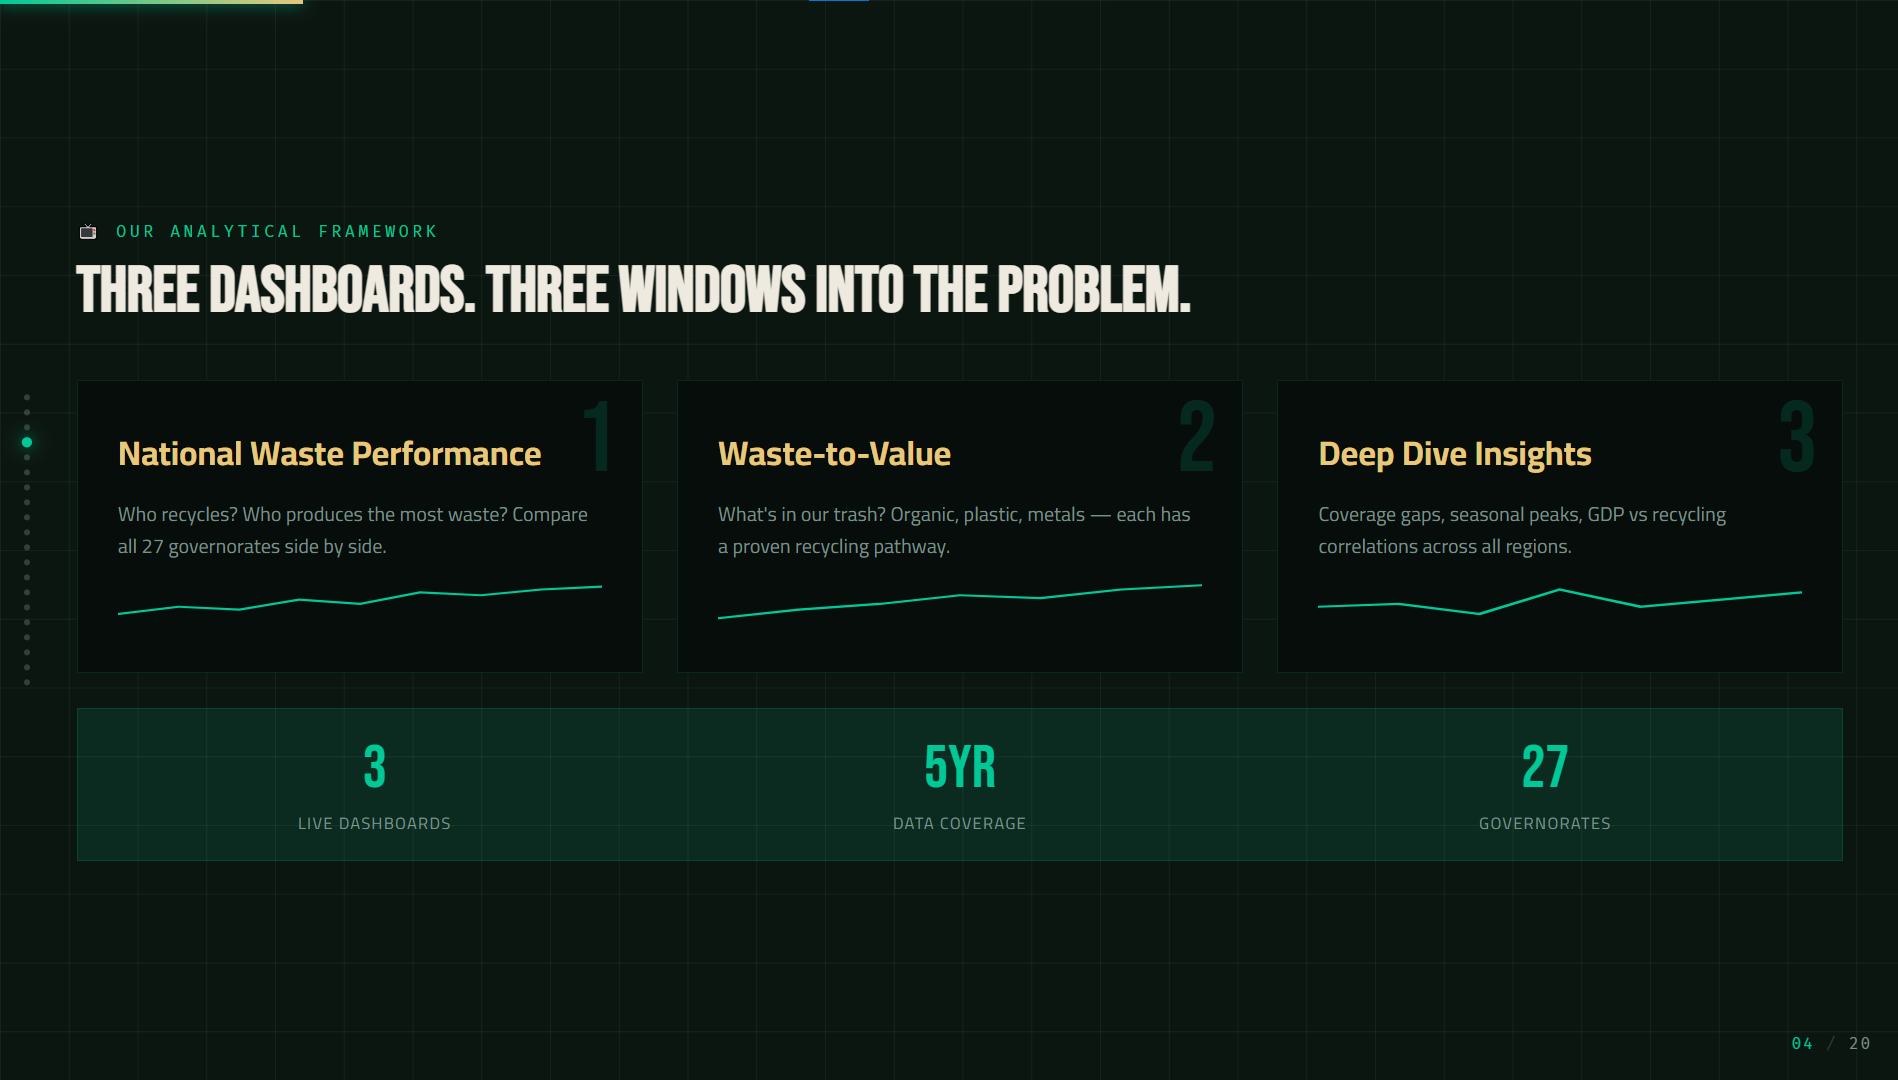 OUR ANALYTICAL FRAMEWORK
THREE DASHBOARDS. THREE WINDOWS INTO THE PROBLEM.
1
National Waste Performance
Who recycles? Who produces the most waste? Compare
all 27 governorates side by side.
2
Waste-to-Value
What's in our trash? Organic, plastic, metals — each has
a proven recycling pathway.
3
Deep Dive Insights
Coverage gaps, seasonal peaks, GDP vs recycling
correlations across all regions.
3
LIVE DASHBOARDS
5YR
DATA COVERAGE
27
GOVERNORATES
04 / 20